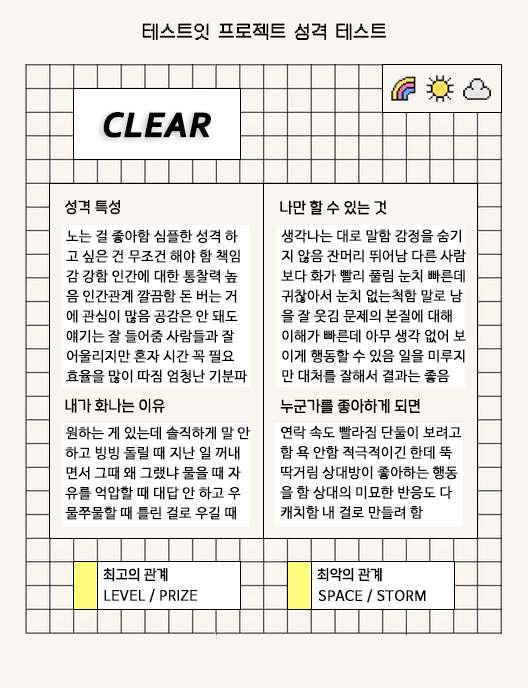 테스트잇 프로젝트 성격 테스트
CLEAR
성격 특성
노는 걸 좋아함 심플한 성격 하
고 싶은 건 무조건 해야 함 책임
감 강함 인간에 대한 통찰력 높
음 인간관계 깔끔함 돈 버는 거
에 관심이 많음 공감은 안 돼도
얘기는 잘 들어줌 사람들과 잘
어울리지만 혼자 시간 꼭 필요
효율을 많이 따짐 엄청난 기분파
나만 할 수 있는 것
생각나는 대로 말함 감정을 숨기
지 않음 잔머리 뛰어남 다른 사람
보다 화가 빨리 풀림 눈치 빠른데
귀찮아서 눈치 없는척함 말로 남
을 잘 웃김 문제의 본질에 대해
이해가 빠른데 아무 생각 없어 보
이게 행동할 수 있음 일을 미루지
만 대처를 잘해서 결과는 좋음
내가 화나는 이유
원하는 게 있는데 솔직하게 말 안
하고 빙빙 돌릴 때 지난 일 꺼내
면서 그때 왜 그랬냐 물을 때 자
유를 억압할 때 대답 안 하고 우
물쭈물할 때 틀린 걸로 우길 때
누군가를 좋아하게 되면
연락 속도 빨라짐 단둘이 보려고
함 욕 안함 적극적이긴 한데 뚝
딱거림 상대방이 좋아하는 행동
을 함 상대의 미묘한 반응도 다
캐치함 내 걸로 만들려 함
최고의 관계
LEVEL / PRIZE
최악의 관계
SPACE / STORM